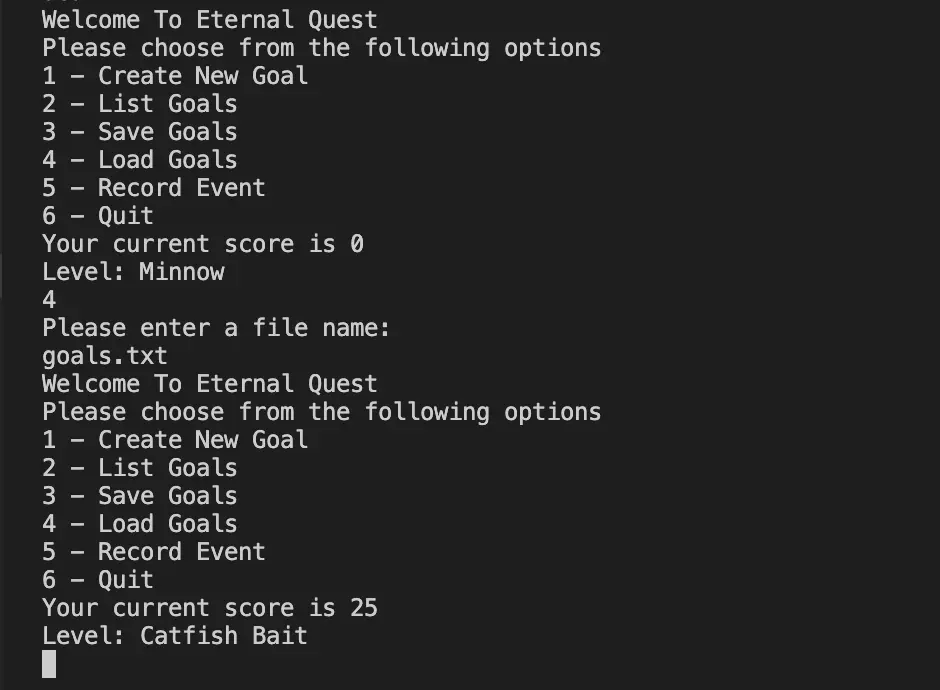 Welcome To Eternal Quest
Please choose from the following options
1 - Create New Goal
2 - List Goals
3 - Save Goals
4 - Load Goals
5 - Record Event
6 - Quit
Your current score is 0
Level: Minnow
4
Please enter a file name:
goals.txt
Welcome To Eternal Quest
Please choose from the following options
1 - Create New Goal
2 - List Goals
3 - Save Goals
4 - Load Goals
5 - Record Event
6 - Quit
Your current score is 25
Level: Catfish Bait